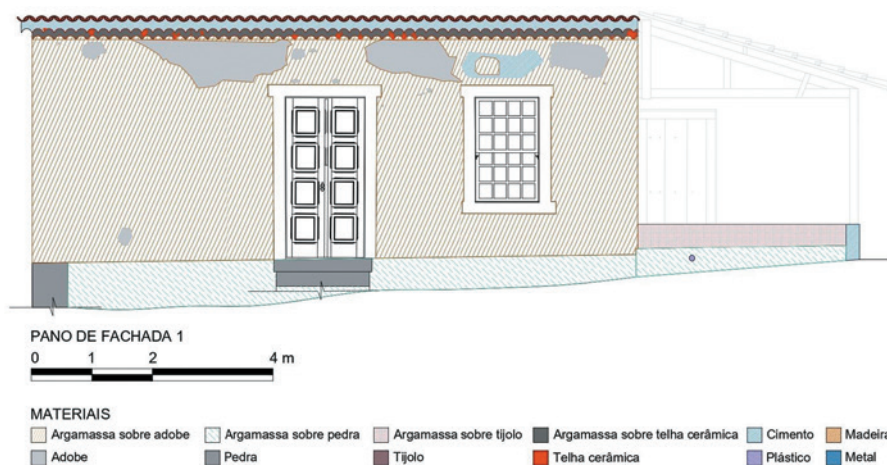 PANO DE FACHADA 1
0 1 2 4 m
MATERIAIS
Argamassa sobre adobe Argamassa sobre pedra Argamassa sobre tijolo Argamassa sobre telha cerâmica Cimento Madeira
Adobe Pedra Tijolo Telha cerâmica Plástico Metal